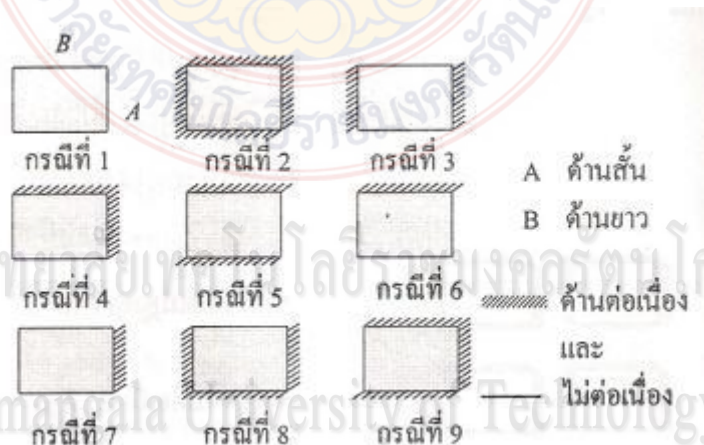 B
A
กรณีที่ 1
กรณีที่ 2
กรณีที่ 3
A ด้านสั้น
B ด้านยาว
กรณีที่ 4
กรณีที่ 5
กรณีที่ 6
ด้านต่อเนื่อง
และ
ไม่ต่อเนื่อง
กรณีที่ 7
กรณีที่ 8
กรณีที่ 9